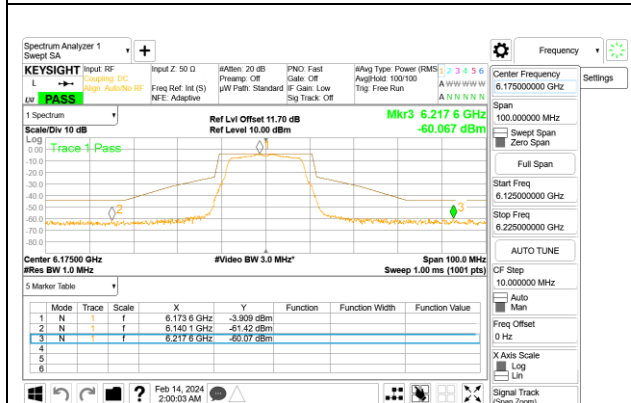 Spectrum Analyzer 1
Swept SA
+
Frequency
KEYSIGHT
L
LXI PASS
Input: RF
Coupling: DC
Align: Auto/No RF
Input Z: 50 Ω
Freq Ref: Int (S)
NFE: Adaptive
#Atten: 20 dB
Preamp: Off
µW Path: Standard
PNO: Fast
Gate: Off
IF Gain: Low
Sig Track: Off
#Avg Type: Power (RMS
Avg|Hold: 100/100
Trig: Free Run
1 2 3 4 5 6
A W W W W W
A N N N N N
1 Spectrum
Scale/Div 10 dB
Ref Lvl Offset 11.70 dB
Ref Level 10.00 dBm
Mkr3 6.217 6 GHz
-60.067 dBm
Log
Trace 1 Pass
0.00
-10.0
-20.0
-30.0
-40.0
-50.0
-60.0
-70.0
-80.0
1
2
3
Center 6.17500 GHz
#Res BW 1.0 MHz
#Video BW 3.0 MHz*
Span 100.0 MHz
Sweep 1.00 ms (1001 pts)
5 Marker Table
Mode Trace Scale X Y Function Function Width Function Value
1 N 1 f 6.173 6 GHz -3.909 dBm
2 N 1 f 6.140 1 GHz -61.42 dBm
3 N 1 f 6.217 6 GHz -60.07 dBm
4
5
6
?
Feb 14, 2024
2:00:03 AM
Center Frequency
6.175000000 GHz
Settings
Span
100.000000 MHz
Swept Span
Zero Span
Full Span
Start Freq
6.125000000 GHz
Stop Freq
6.225000000 GHz
AUTO TUNE
CF Step
10.000000 MHz
Auto
Man
Freq Offset
0 Hz
X Axis Scale
Log
Lin
Signal Track
(Span Zoom)